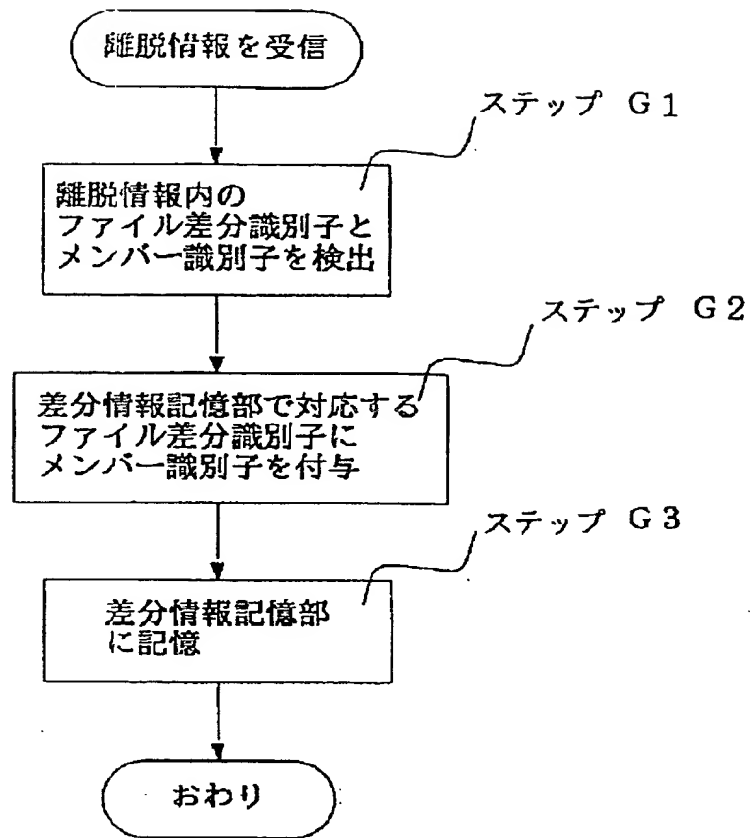 離脱情報を受信
ステップ G1
離脱情報内の
ファイル差分識別子と
メンバー識別子を検出
ステップ G2
差分情報記憶部で対応する
ファイル差分識別子に
メンバー識別子を付与
ステップ G3
差分情報記憶部
に記憶
おわり